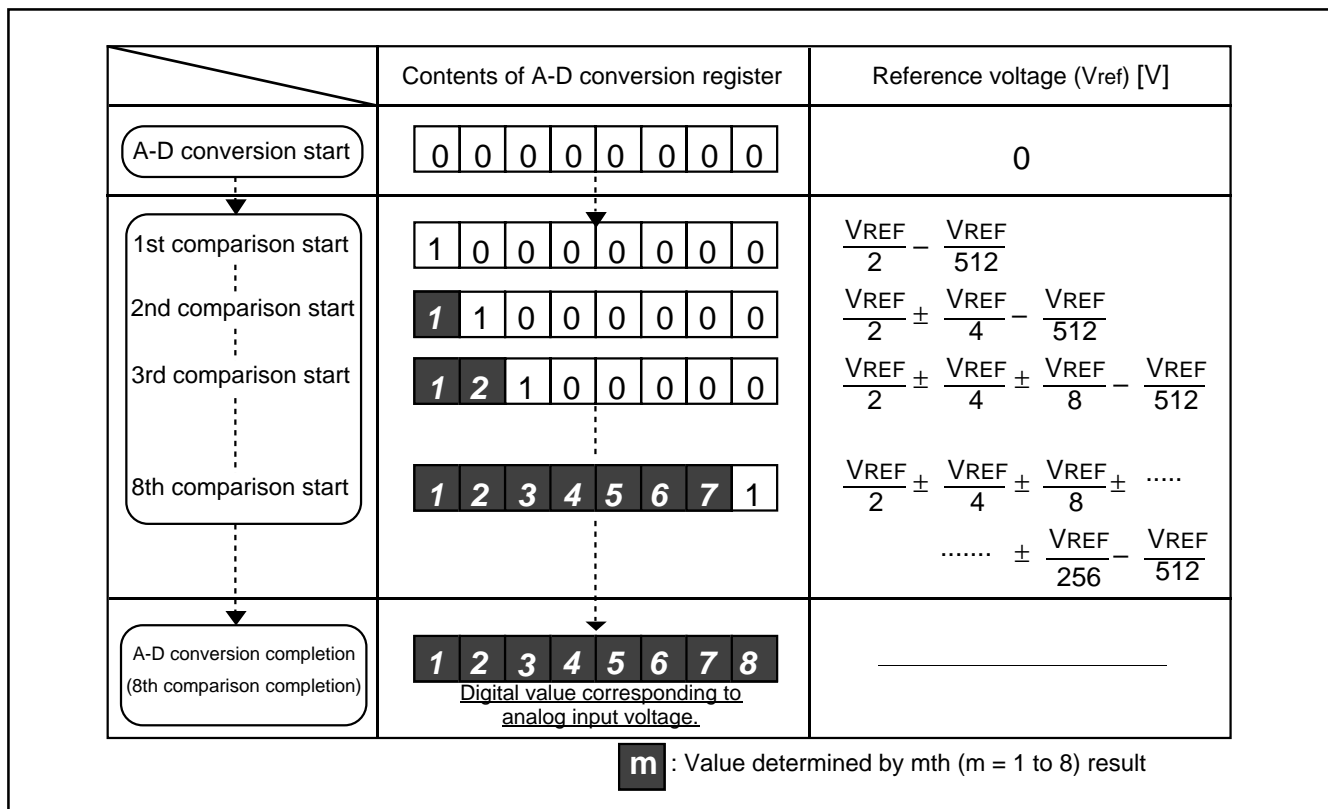 Contents of A-D conversion register
Reference voltage (Vref) [V]
A-D conversion start
0 0 0 0 0 0 0 0
0
1st comparison start
1 0 0 0 0 0 0 0
VREF/2 − VREF/512
2nd comparison start
1 1 0 0 0 0 0 0
VREF/2 ± VREF/4 − VREF/512
3rd comparison start
1 2 1 0 0 0 0 0
VREF/2 ± VREF/4 ± VREF/8 − VREF/512
8th comparison start
1 2 3 4 5 6 7 1
VREF/2 ± VREF/4 ± VREF/8 ± ·····
······· ± VREF/256 − VREF/512
A-D conversion completion
(8th comparison completion)
1 2 3 4 5 6 7 8
Digital value corresponding to
analog input voltage.
m : Value determined by mth (m = 1 to 8) result